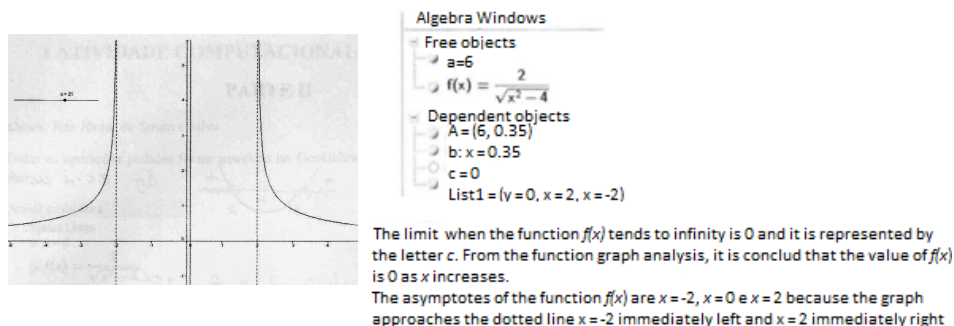 a=21
Algebra Windows
Free objects
a=6
f(x) = 2/√x² − 4
Dependent objects
A=(6, 0.35)
b: x=0.35
c=0
List1 = (y=0, x=2, x=-2)
The limit when the function f(x) tends to infinity is 0 and it is represented by
the letter c. From the function graph analysis, it is conclud that the value of f(x)
is 0 as x increases.
The asymptotes of the function f(x) are x=-2, x=0 e x=2 because the graph
approaches the dotted line x=-2 immediately left and x=2 immediately right